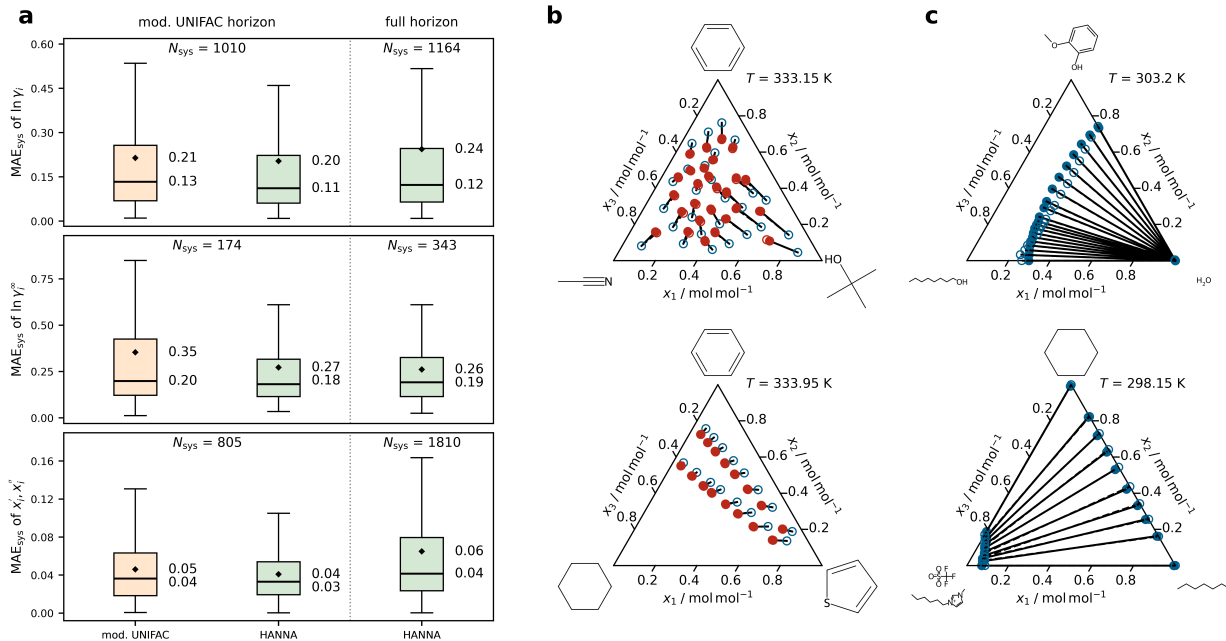 a
mod. UNIFAC horizon
full horizon
MAE_sys of ln γ_i
0.60
0.45
0.30
0.15
0.00
N_sys = 1010
N_sys = 1164
0.21
0.13
0.20
0.11
0.24
0.12
MAE_sys of ln γ_i^∞
0.75
0.50
0.25
0.00
N_sys = 174
N_sys = 343
0.35
0.20
0.27
0.18
0.26
0.19
MAE_sys of x_i′, x_i″
0.16
0.12
0.08
0.04
0.00
N_sys = 805
N_sys = 1810
0.05
0.04
0.04
0.03
0.06
0.04
mod. UNIFAC
HANNA
HANNA
b
T = 333.15 K
0.2
0.4
0.6
0.8
x_3 / mol mol⁻¹
0.8
0.6
0.4
0.2
x_2 / mol mol⁻¹
0.2
0.4
0.6
0.8
x_1 / mol mol⁻¹
N
HO
T = 333.95 K
0.2
0.4
0.6
0.8
x_3 / mol mol⁻¹
0.8
0.6
0.4
0.2
x_2 / mol mol⁻¹
0.2
0.4
0.6
0.8
x_1 / mol mol⁻¹
S
c
O
OH
T = 303.2 K
0.2
0.4
0.6
0.8
x_3 / mol mol⁻¹
0.8
0.6
0.4
0.2
x_2 / mol mol⁻¹
0.2
0.4
0.6
0.8
x_1 / mol mol⁻¹
OH
H₂O
T = 298.15 K
0.2
0.4
0.6
0.8
x_3 / mol mol⁻¹
0.8
0.6
0.4
0.2
x_2 / mol mol⁻¹
0.2
0.4
0.6
0.8
x_1 / mol mol⁻¹
O F
F
O
F
N
N